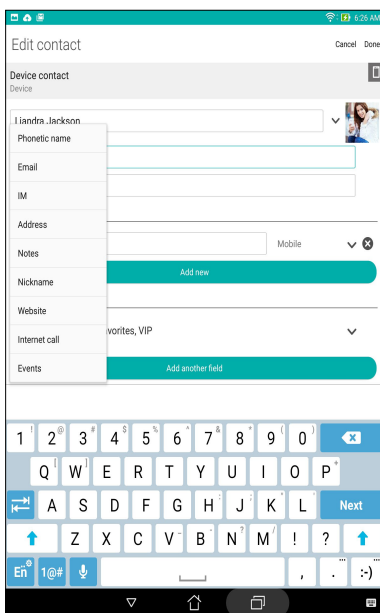 6:26 AM
Edit contact
Cancel Done
Device contact
Device
Liandra Jackson
Phonetic name
Email
IM
Address
Notes
Mobile
Add new
Nickname
Website
vorites, VIP
Internet call
Events
Add another field
1 ! 2 @ 3 # 4 $ 5 % 6 ^ 7 & 8 * 9 ( 0 )
Q [ W ] E R T Y U I O P +
A S D F G H : J ; K " L ' Next
Z X C V - B ' N ? M / ! ?
En 1@# , . ... :-) ...